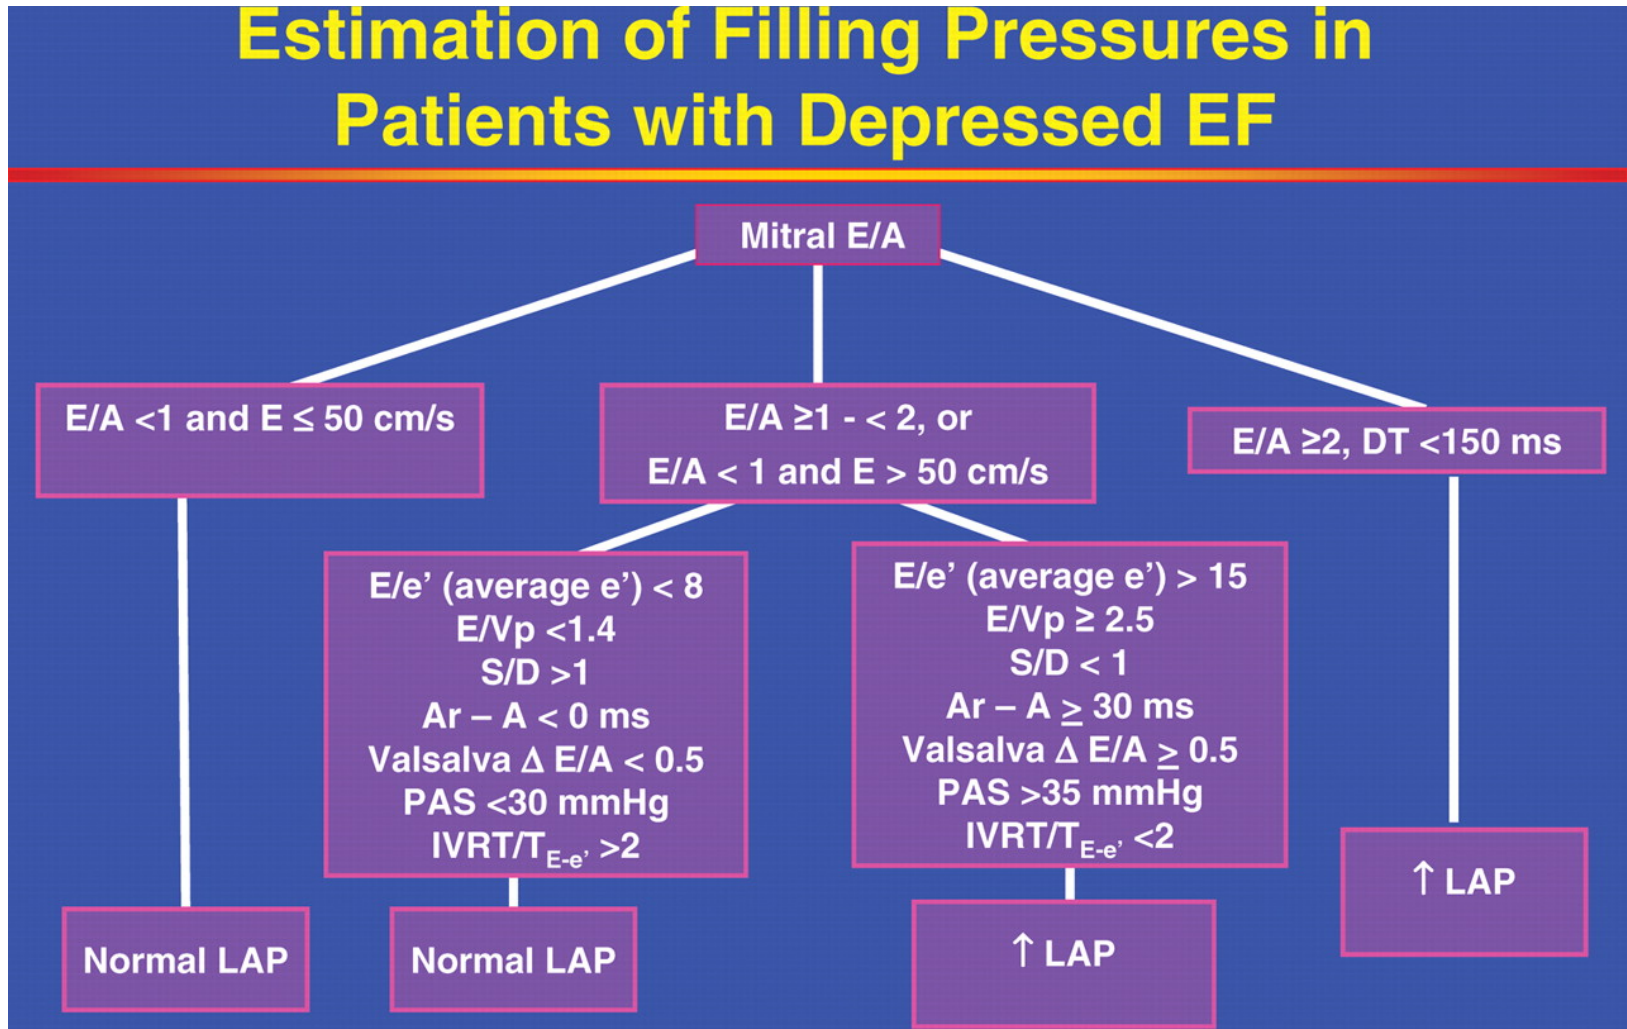 Estimation of Filling Pressures in
Patients with Depressed EF
Mitral E/A
E/A <1 and E ≤ 50 cm/s
E/A ≥1 - < 2, or
E/A < 1 and E > 50 cm/s
E/A ≥2, DT <150 ms
E/e’ (average e’) < 8
E/Vp <1.4
S/D >1
Ar – A < 0 ms
Valsalva Δ E/A < 0.5
PAS <30 mmHg
IVRT/TE-e’ >2
E/e’ (average e’) > 15
E/Vp ≥ 2.5
S/D < 1
Ar – A ≥ 30 ms
Valsalva Δ E/A ≥ 0.5
PAS >35 mmHg
IVRT/TE-e’ <2
Normal LAP
Normal LAP
↑ LAP
↑ LAP